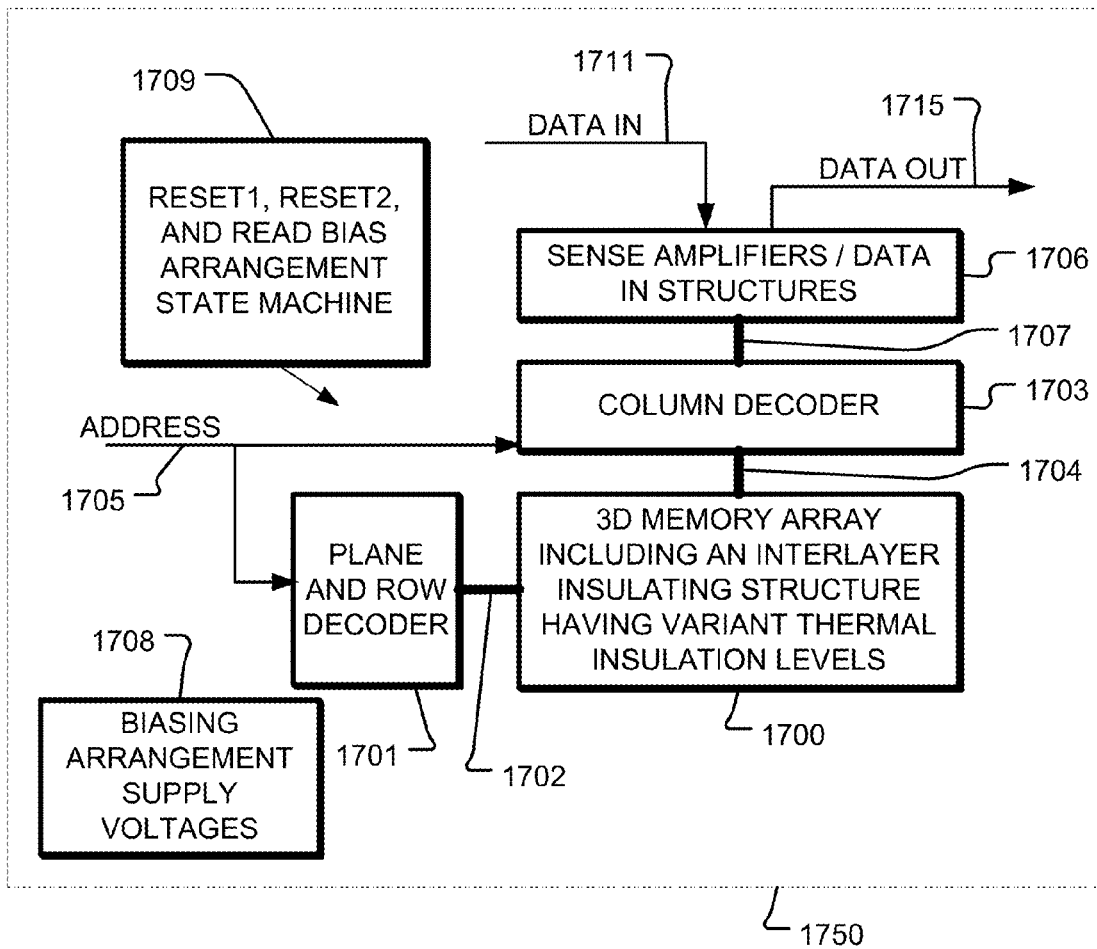 1711
1709
1715
DATA IN
DATA OUT
RESET1, RESET2,
AND READ BIAS
ARRANGEMENT
STATE MACHINE
SENSE AMPLIFIERS / DATA
IN STRUCTURES
1706
1707
COLUMN DECODER
1703
ADDRESS
1705
1704
PLANE
AND ROW
DECODER
3D MEMORY ARRAY
INCLUDING AN INTERLAYER
INSULATING STRUCTURE
HAVING VARIANT THERMAL
INSULATION LEVELS
1708
BIASING
ARRANGEMENT
SUPPLY
VOLTAGES
1701
1702
1700
1750